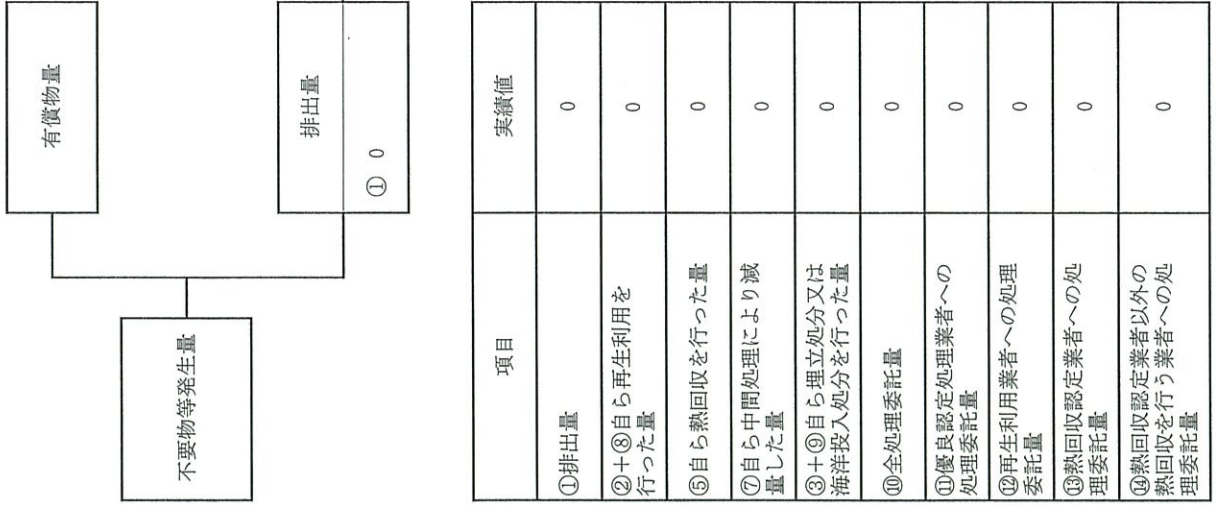 有償物量
不要物等発生量
排出量
① 0
項目 実績値
①排出量 0
②+⑧自ら再生利用を
行った量 0
⑤自ら熱回収を行った量 0
⑦自ら中間処理により減
量した量 0
③+⑨自ら埋立処分又は
海洋投入処分を行った量 0
⑩全処理委託量 0
⑪優良認定処理業者への
処理委託量 0
⑫再生利用業者への処理
委託量 0
⑬熱回収認定業者への処
理委託量 0
⑭熱回収認定業者以外の
熱回収を行う業者への処
理委託量 0